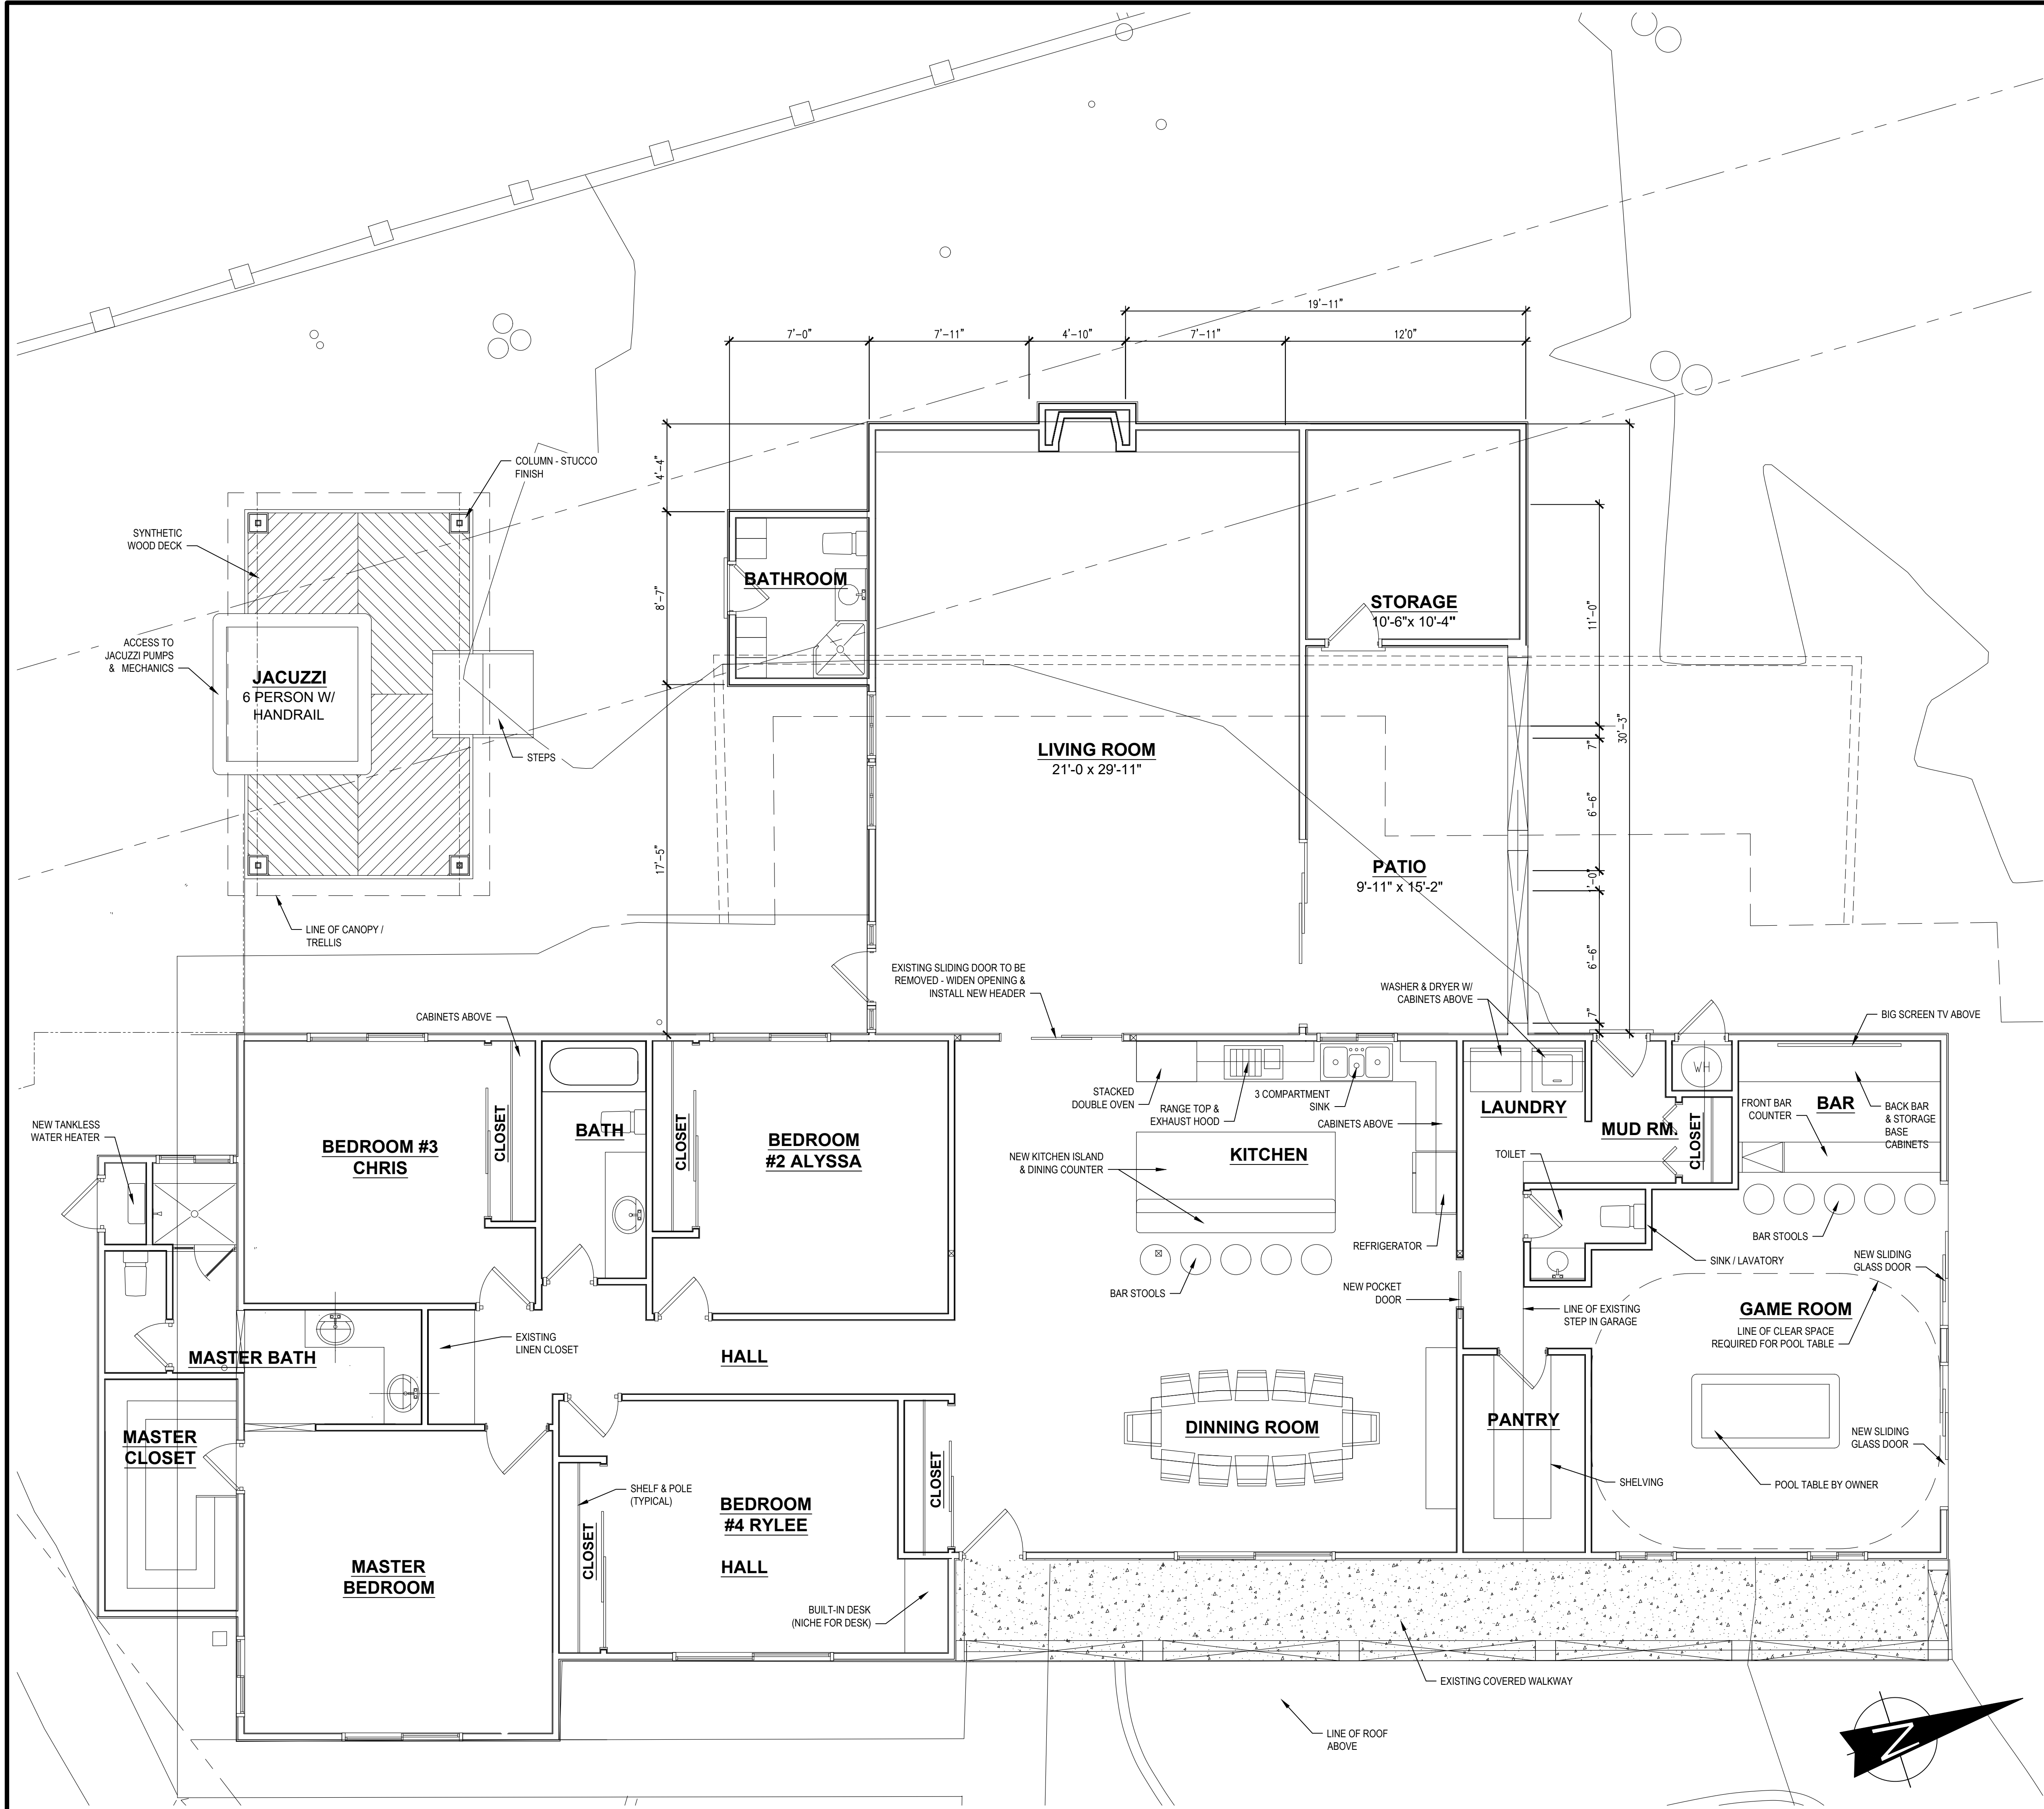 19'-11"
7'-0"
7'-11"
4'-10"
7'-11"
12'0"
4'-4"
8'-7"
17'-5"
11'-0"
7"
30'-3"
6'-6"
1'-0"
6'-6"
7"
COLUMN - STUCCO
FINISH
SYNTHETIC
WOOD DECK
ACCESS TO
JACUZZI PUMPS
& MECHANICS
JACUZZI
6 PERSON W/
HANDRAIL
STEPS
LINE OF CANOPY /
TRELLIS
BATHROOM
STORAGE
10'-6"x 10'-4"
LIVING ROOM
21'-0 x 29'-11"
PATIO
9'-11" x 15'-2"
EXISTING SLIDING DOOR TO BE
REMOVED - WIDEN OPENING &
INSTALL NEW HEADER
WASHER & DRYER W/
CABINETS ABOVE
BIG SCREEN TV ABOVE
CABINETS ABOVE
NEW TANKLESS
WATER HEATER
BEDROOM #3
CHRIS
CLOSET
BATH
CLOSET
BEDROOM
#2 ALYSSA
STACKED
DOUBLE OVEN
RANGE TOP &
EXHAUST HOOD
3 COMPARTMENT
SINK
CABINETS ABOVE
NEW KITCHEN ISLAND
& DINING COUNTER
KITCHEN
REFRIGERATOR
BAR STOOLS
NEW POCKET
DOOR
LAUNDRY
MUD RM.
WH
CLOSET
TOILET
FRONT BAR
COUNTER
BAR
BACK BAR
& STORAGE
BASE
CABINETS
BAR STOOLS
SINK / LAVATORY
NEW SLIDING
GLASS DOOR
LINE OF EXISTING
STEP IN GARAGE
GAME ROOM
LINE OF CLEAR SPACE
REQUIRED FOR POOL TABLE
EXISTING
LINEN CLOSET
MASTER BATH
HALL
MASTER
CLOSET
DINNING ROOM
PANTRY
SHELVING
NEW SLIDING
GLASS DOOR
POOL TABLE BY OWNER
SHELF & POLE
(TYPICAL)
CLOSET
BEDROOM
#4 RYLEE
HALL
CLOSET
MASTER
BEDROOM
BUILT-IN DESK
(NICHE FOR DESK)
EXISTING COVERED WALKWAY
LINE OF ROOF
ABOVE
N